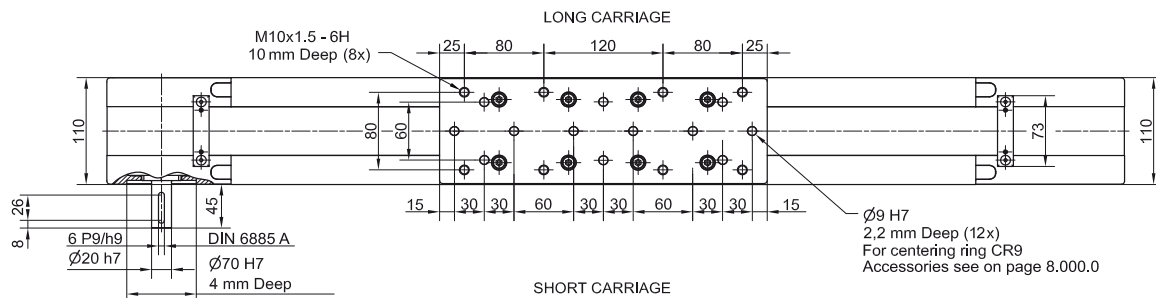 LONG CARRIAGE
M10x1.5 - 6H
10 mm Deep (8x)
25
80
120
80
25
110
80
60
73
110
26
8
45
15
30
30
60
30
30
60
30
30
15
6 P9/h9
DIN 6885 A
Ø20 h7
Ø70 H7
4 mm Deep
Ø9 H7
2,2 mm Deep (12x)
For centering ring CR9
Accessories see on page 8.000.0
SHORT CARRIAGE